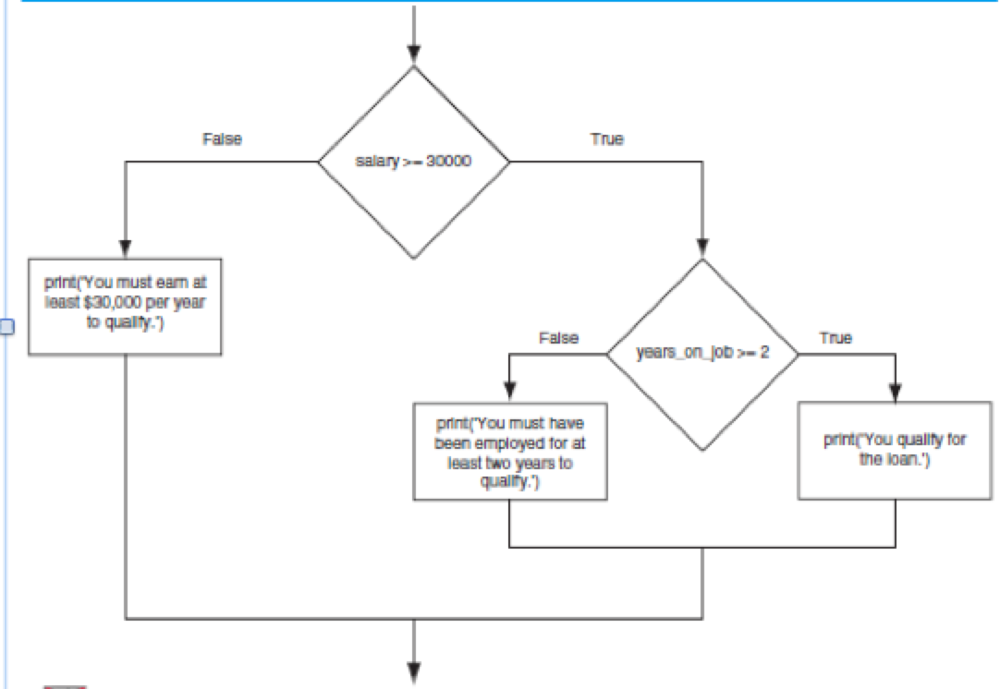 False
True
salary >= 30000
print('You must earn at
least $30,000 per year
to qualify.')
False
True
years_on_job >= 2
print('You must have
been employed for at
least two years to
qualify.')
print('You qualify for
the loan.')